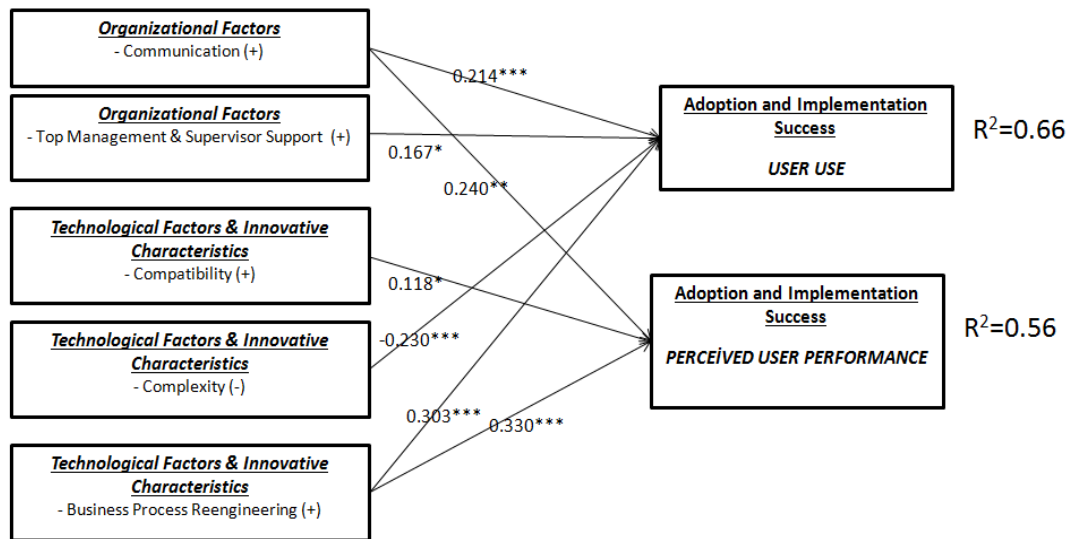 Organizational Factors
- Communication (+)
Organizational Factors
- Top Management & Supervisor Support (+)
Technological Factors & Innovative
Characteristics
- Compatibility (+)
Technological Factors & Innovative
Characteristics
- Complexity (-)
Technological Factors & Innovative
Characteristics
- Business Process Reengineering (+)
0.214***
0.167*
0.240**
0.118*
-0.230***
0.303***
0.330***
Adoption and Implementation
Success
USER USE
R²=0.66
Adoption and Implementation
Success
PERCEİVED USER PERFORMANCE
R²=0.56